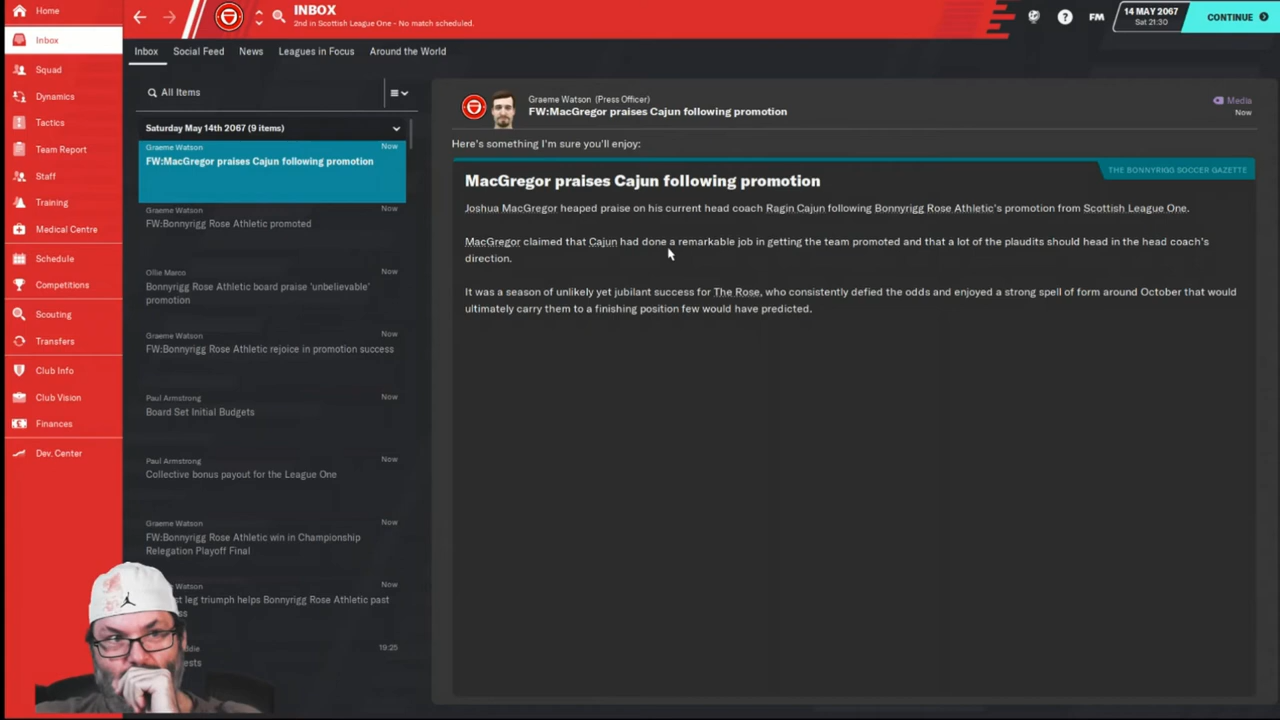 INBOX
2nd in Scottish League One - No match scheduled.
FM
14 MAY 2067
Sat 21:30
CONTINUE
Home
Inbox
Squad
Dynamics
Tactics
Team Report
Staff
Training
Medical Centre
Schedule
Competitions
Scouting
Transfers
Club Info
Club Vision
Finances
Dev. Center
Inbox
Social Feed
News
Leagues in Focus
Around the World
All Items
Saturday May 14th 2067 (9 items)
Graeme Watson
Now
FW:MacGregor praises Cajun following promotion
Graeme Watson
Now
FW:Bonnyrigg Rose Athletic promoted
Ollie Marco
Now
Bonnyrigg Rose Athletic board praise 'unbelievable'
promotion
Graeme Watson
Now
FW:Bonnyrigg Rose Athletic rejoice in promotion success
Paul Armstrong
Now
Board Set Initial Budgets
Paul Armstrong
Now
Collective bonus payout for the League One
Graeme Watson
Now
FW:Bonnyrigg Rose Athletic win in Championship
Relegation Playoff Final
Watson
Now
leg triumph helps Bonnyrigg Rose Athletic past
19:25
Graeme Watson (Press Officer)
FW:MacGregor praises Cajun following promotion
Media
Now
Here's something I'm sure you'll enjoy:
THE BONNYRIGG SOCCER GAZETTE
MacGregor praises Cajun following promotion
Joshua MacGregor heaped praise on his current head coach Ragin Cajun following Bonnyrigg Rose Athletic's promotion from Scottish League One.
MacGregor claimed that Cajun had done a remarkable job in getting the team promoted and that a lot of the plaudits should head in the head coach's
direction.
It was a season of unlikely yet jubilant success for The Rose, who consistently defied the odds and enjoyed a strong spell of form around October that would
ultimately carry them to a finishing position few would have predicted.